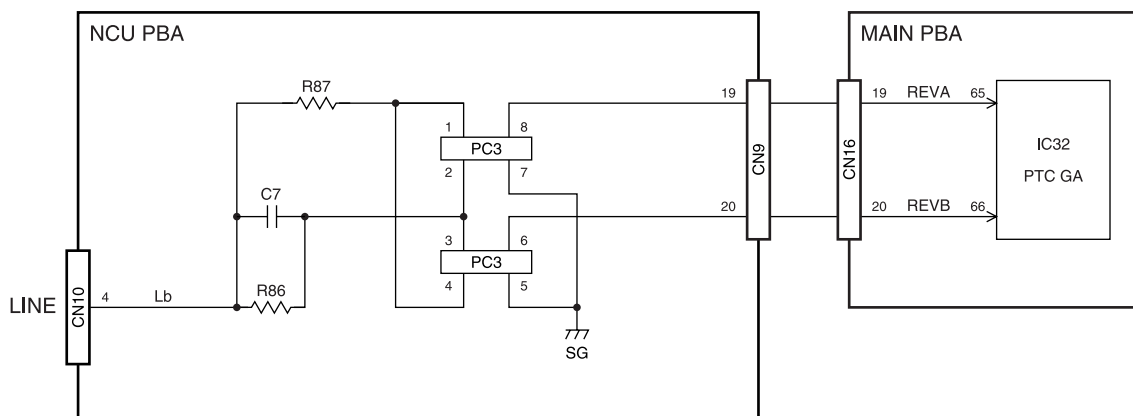 NCU PBA
MAIN PBA
R87
1
8
PC3
2
7
19
CN9
CN16
19
REVA
65
IC32
PTC GA
C7
3
6
PC3
4
5
20
20
REVB
66
LINE
CN10
4
Lb
R86
SG